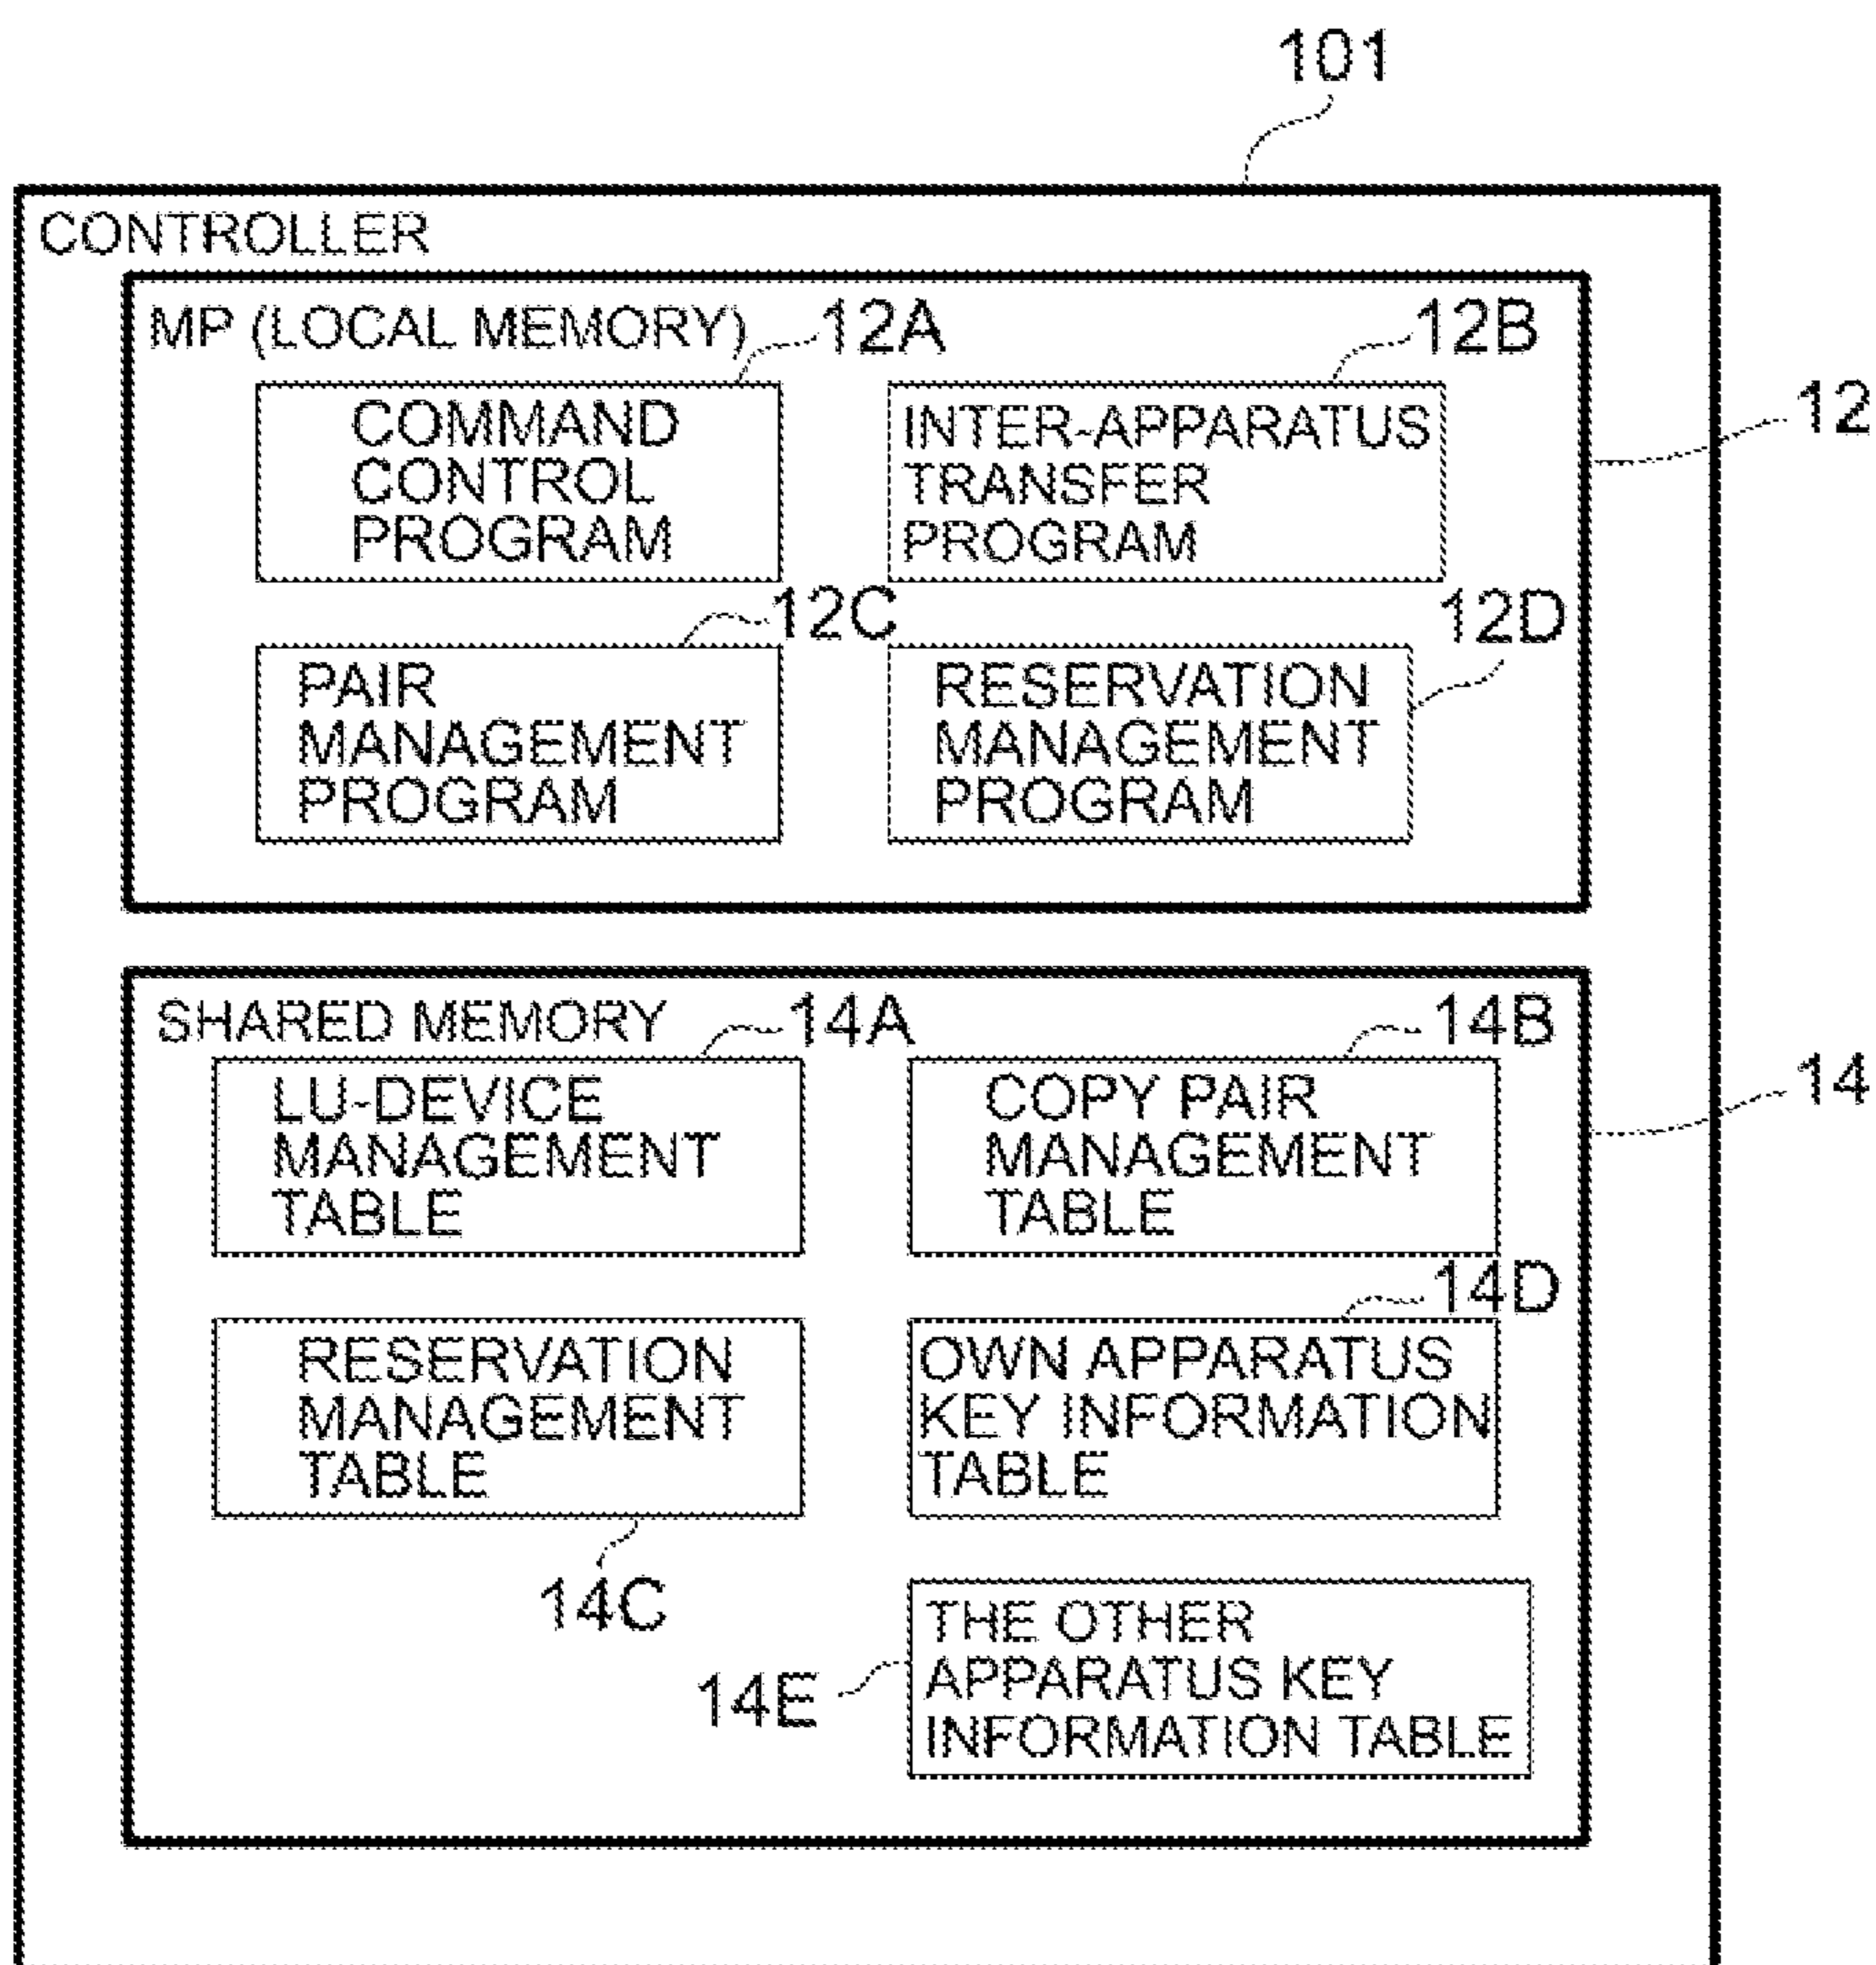 101
CONTROLLER
MP (LOCAL MEMORY)
12A
12B
12
COMMAND
CONTROL
PROGRAM
INTER-APPARATUS
TRANSFER
PROGRAM
12C
12D
PAIR
MANAGEMENT
PROGRAM
RESERVATION
MANAGEMENT
PROGRAM
SHARED MEMORY
14A
14B
14
LU-DEVICE
MANAGEMENT
TABLE
COPY PAIR
MANAGEMENT
TABLE
14D
RESERVATION
MANAGEMENT
TABLE
OWN APPARATUS
KEY INFORMATION
TABLE
14C
14E
THE OTHER
APPARATUS KEY
INFORMATION TABLE